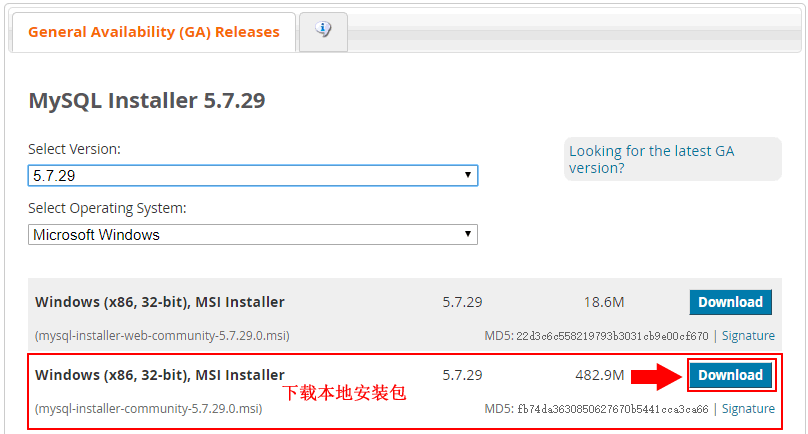 General Availability (GA) Releases
MySQL Installer 5.7.29
Select Version:
5.7.29
Looking for the latest GA
version?
Select Operating System:
Microsoft Windows
Windows (x86, 32-bit), MSI Installer 5.7.29 18.6M Download
(mysql-installer-web-community-5.7.29.0.msi) MD5: 22d3c6c558219793b3031cb9e00cf670 | Signature
Windows (x86, 32-bit), MSI Installer 5.7.29 482.9M Download
下载本地安装包
(mysql-installer-community-5.7.29.0.msi) MD5: fb74da3630850627670b5441cca3ca66 | Signature